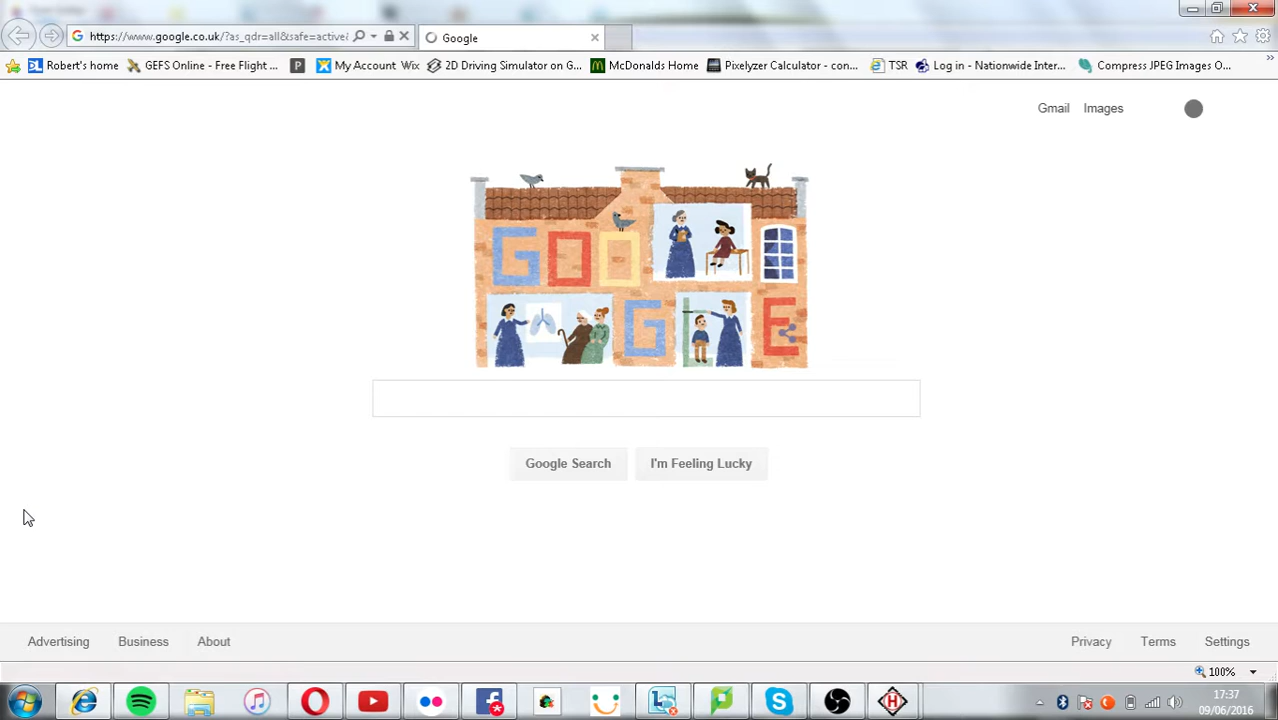 https://www.google.co.uk/?as_qdr=all&safe=active&
Google
Robert's home
GEFS Online - Free Flight ...
My Account Wix
2D Driving Simulator on G...
McDonalds Home
Pixelyzer Calculator - con...
TSR
Log in - Nationwide Inter...
Compress JPEG Images O...
Gmail Images
GOO
G E
Google Search
I'm Feeling Lucky
Advertising Business About
Privacy Terms Settings
100%
17:37
09/06/2016